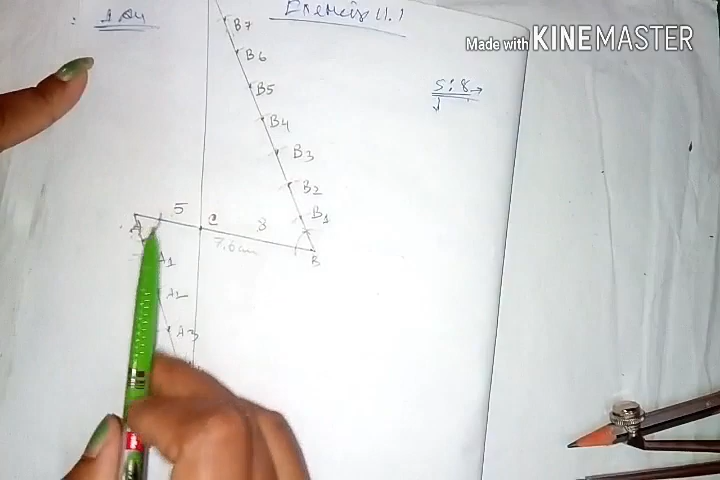 Exercise 11.1
Made with KINEMASTER
B7
B6
5:8
B5
B4
B3
B2
5
B1
C
8
A
7.6cm
B
A1
A2
A3